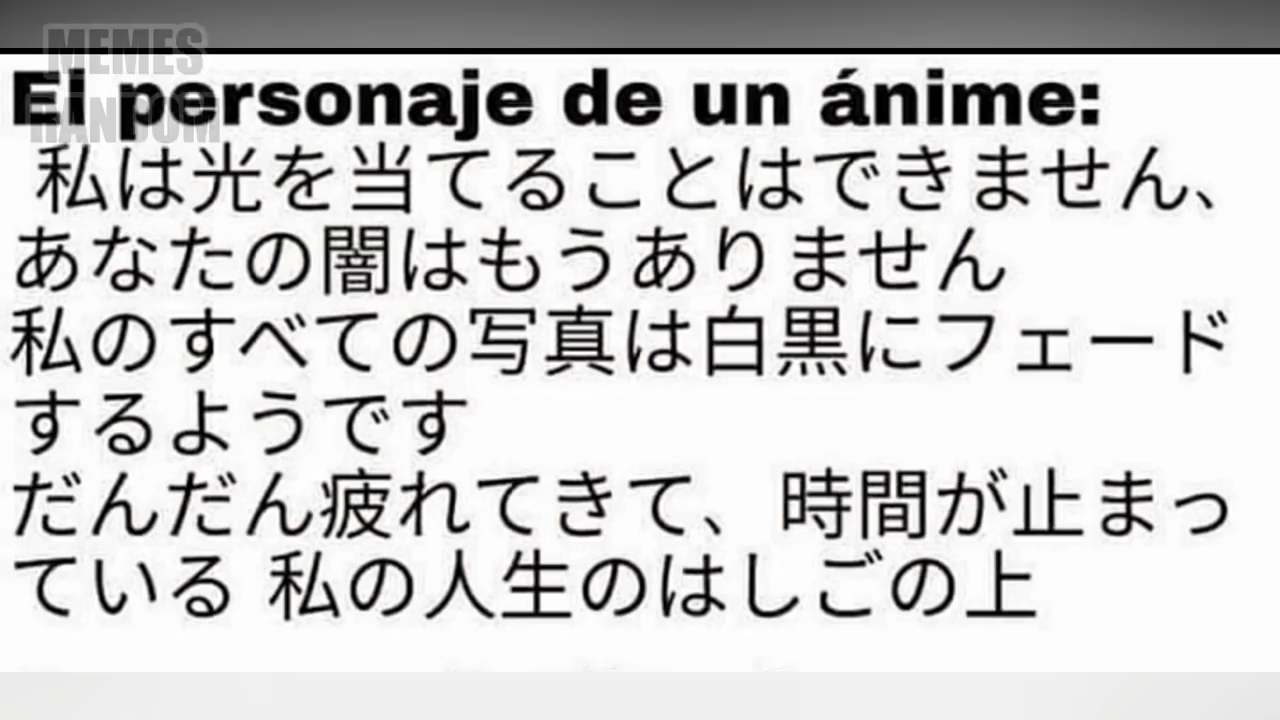 MEMES
RANDOM
El personaje de un ánime:
私は光を当てることはできません、
あなたの闇はもうありません
私のすべての写真は白黒にフェード
するようです
だんだん疲れてきて、時間が止まっ
ている 私の人生のはしごの上